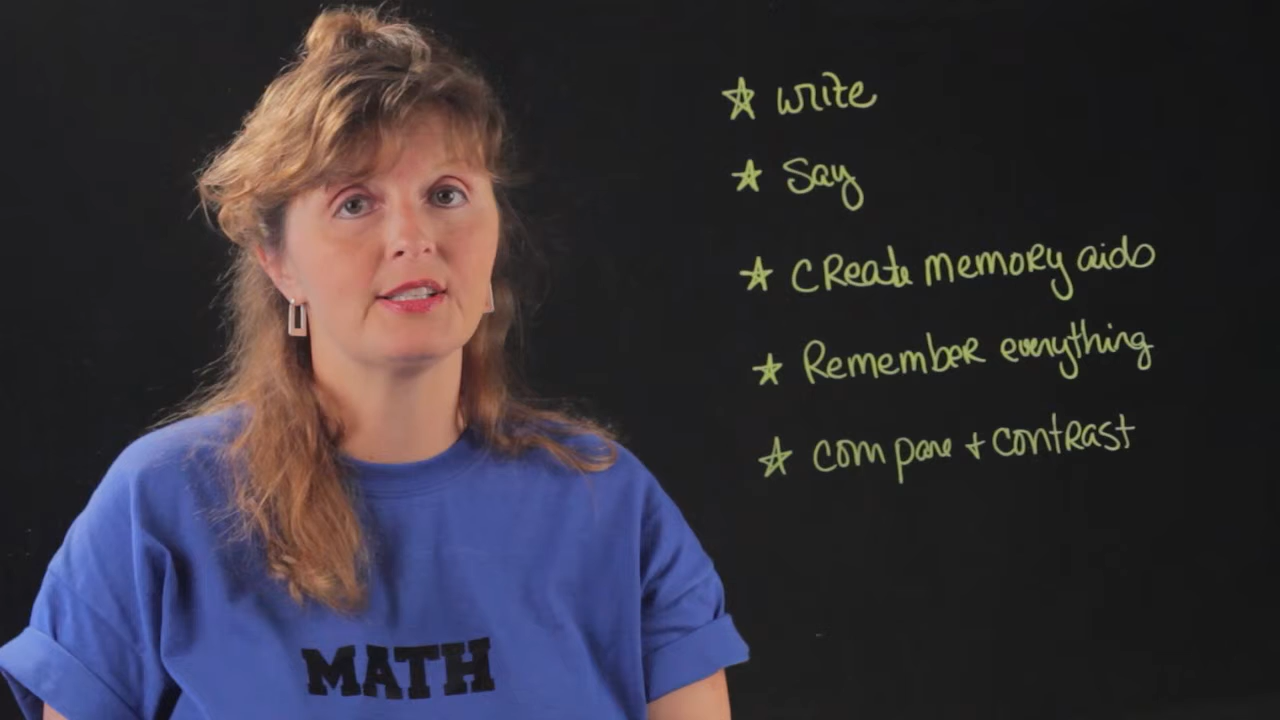 ☆ write
☆ Say
☆ CReate memoRy aids
☆ RemembeR everything
☆ compare + contRast
MATH